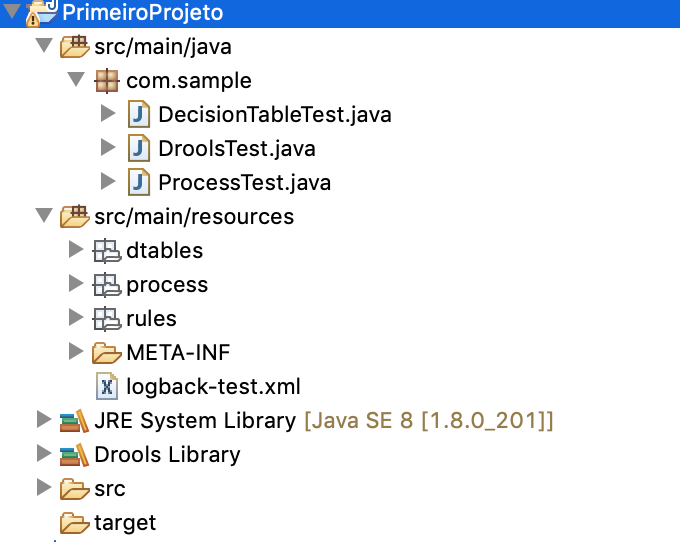 PrimeiroProjeto
src/main/java
com.sample
DecisionTableTest.java
DroolsTest.java
ProcessTest.java
src/main/resources
dtables
process
rules
META-INF
logback-test.xml
JRE System Library [Java SE 8 [1.8.0_201]]
Drools Library
src
target